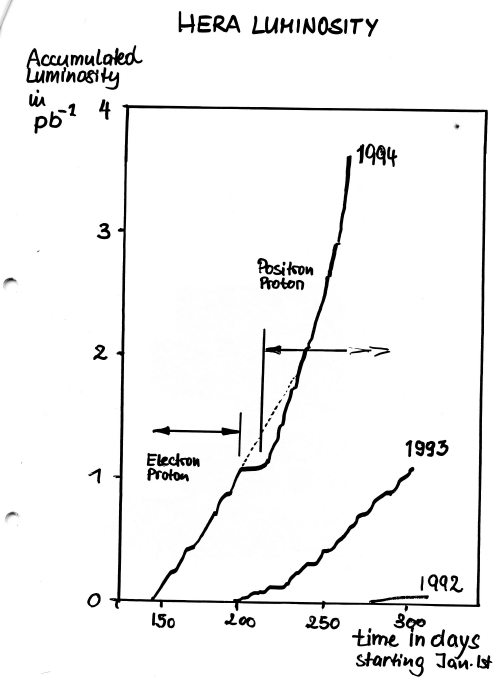 HERA LUMINOSITY
Accumulated
Luminosity
in
pb⁻¹
4
1994
3
Positron
Proton
2
Electron
Proton
1
1993
1992
0
150 200 250 300
time in days
starting Jan. 1st